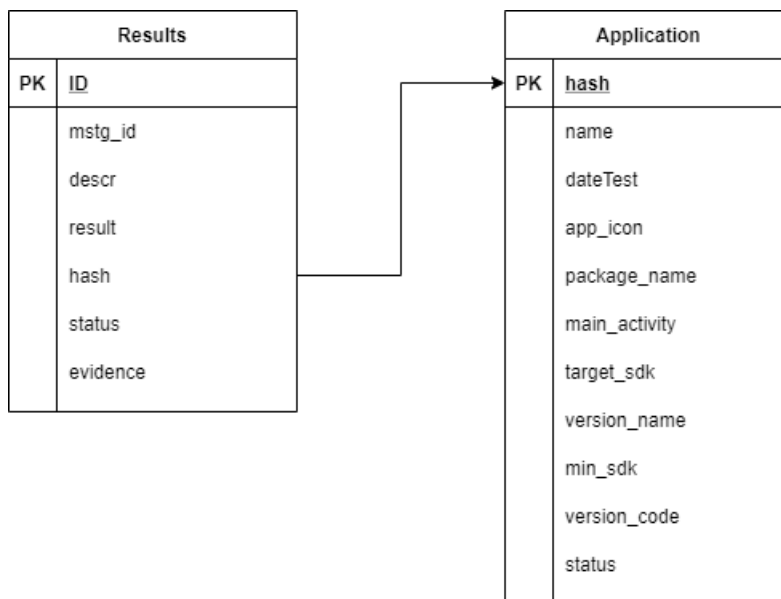 Results
PK ID
mstg_id
descr
result
hash
status
evidence
Application
PK hash
name
dateTest
app_icon
package_name
main_activity
target_sdk
version_name
min_sdk
version_code
status